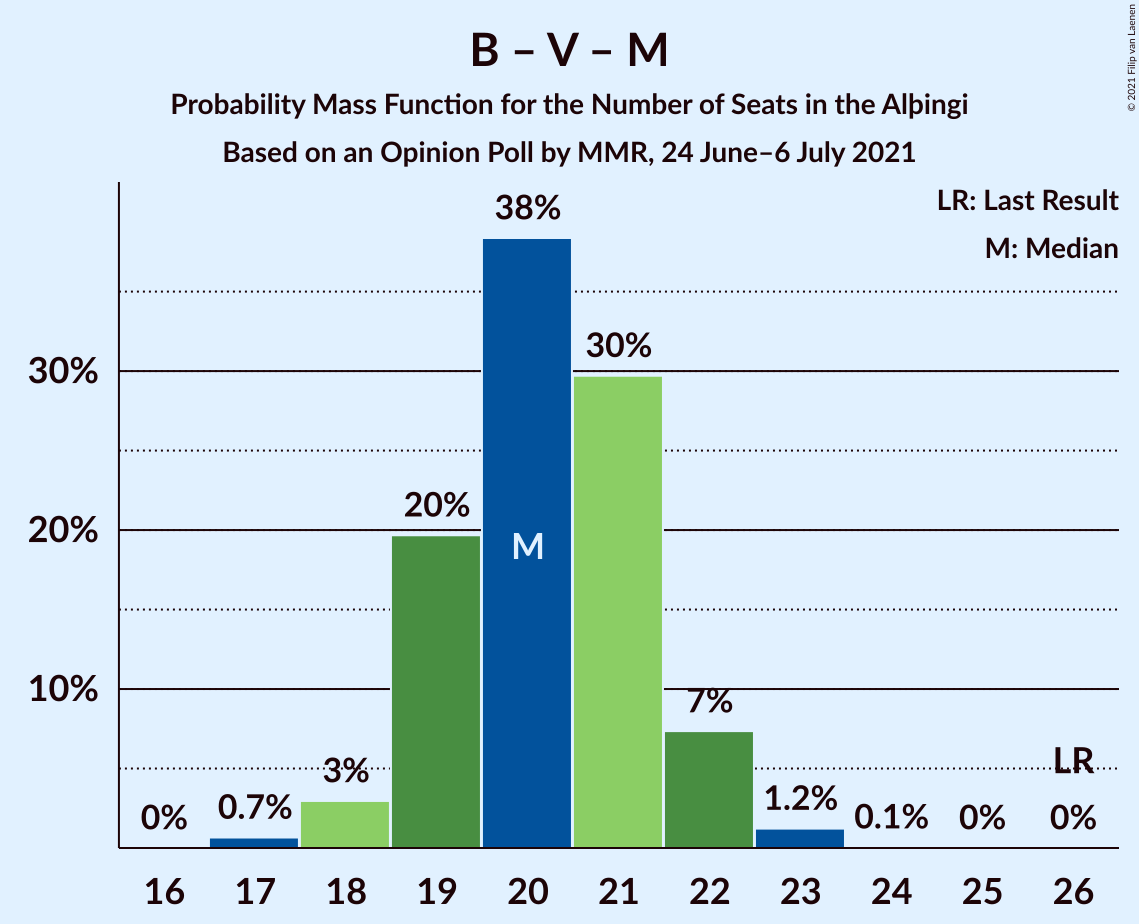 B – V – M
Probability Mass Function for the Number of Seats in the Alþingi
Based on an Opinion Poll by MMR, 24 June–6 July 2021
© 2021 Filip van Laenen
LR: Last Result
M: Median
38%
30%
30%
20%
20%
M
10%
7%
LR
3%
1.2%
0.7%
0%
0.1%
0%
0%
16 17 18 19 20 21 22 23 24 25 26